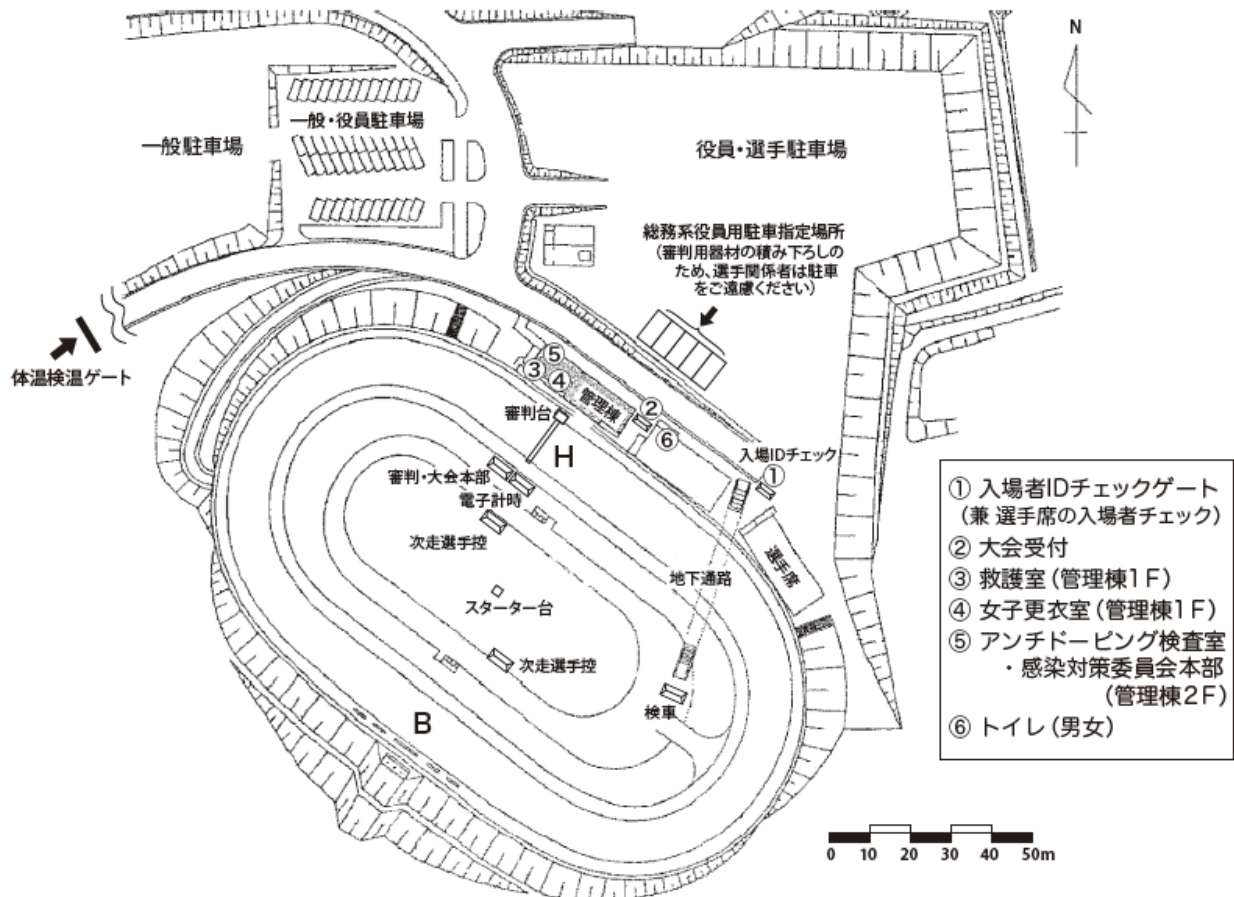 N
一般・役員駐車場
一般駐車場
役員・選手駐車場
総務系役員用駐車指定場所
(審判用器材の積み下ろしの
ため、選手関係者は駐車
をご遠慮ください)
体温検温ゲート
⑤
③
④
管理棟
②
⑥
審判台
H
入場IDチェック
①
審判・大会本部
電子計時
次走選手控
選手席
地下通路
スターター台
次走選手控
検車
B
① 入場者IDチェックゲート
(兼 選手席の入場者チェック)
② 大会受付
③ 救護室(管理棟1F)
④ 女子更衣室(管理棟1F)
⑤ アンチドーピング検査室
・感染対策委員会本部
(管理棟2F)
⑥ トイレ(男女)
0 10 20 30 40 50m